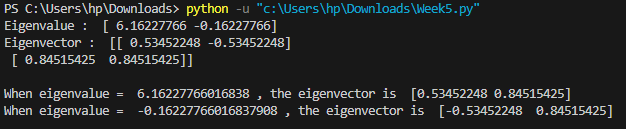 PS C:\Users\hp\Downloads> python -u "c:\Users\hp\Downloads\Week5.py"
Eigenvalue :  [ 6.16227766 -0.16227766]
Eigenvector :  [[ 0.53452248 -0.53452248]
 [ 0.84515425  0.84515425]]
When eigenvalue =  6.16227766016838 , the eigenvector is  [0.53452248 0.84515425]
When eigenvalue =  -0.16227766016837908 , the eigenvector is  [-0.53452248  0.84515425]